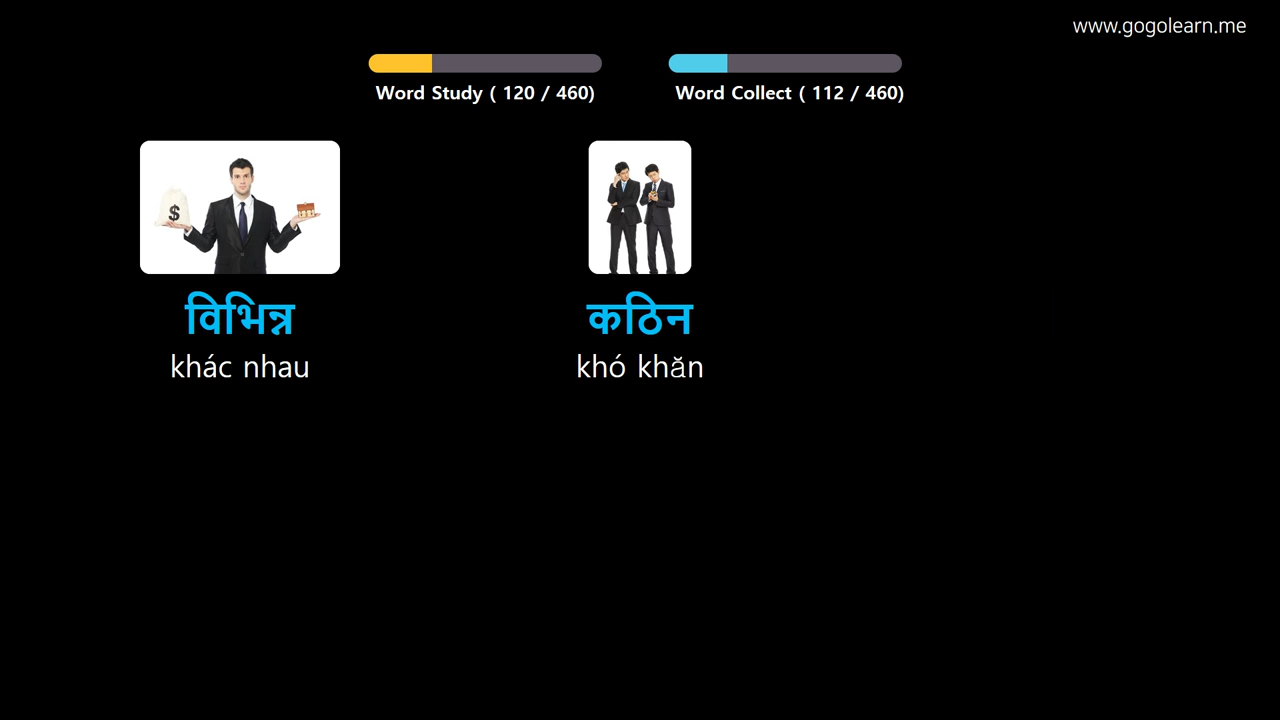 www.gogolearn.me
Word Study ( 120 / 460)
Word Collect ( 112 / 460)
$
विभिन्न
khác nhau
कठिन
khó khăn